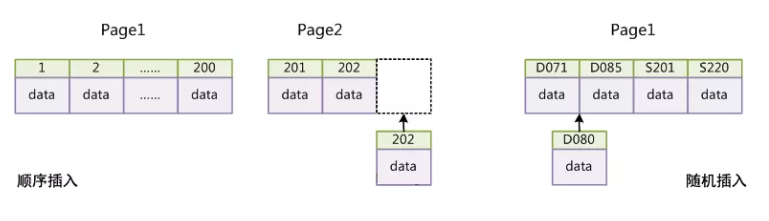 Page1 Page2 Page1
1 2 ...... 200 201 202 D071 D085 S201 S220
data data ...... data data data data data data data
202 D080
data data
顺序插入 随机插入